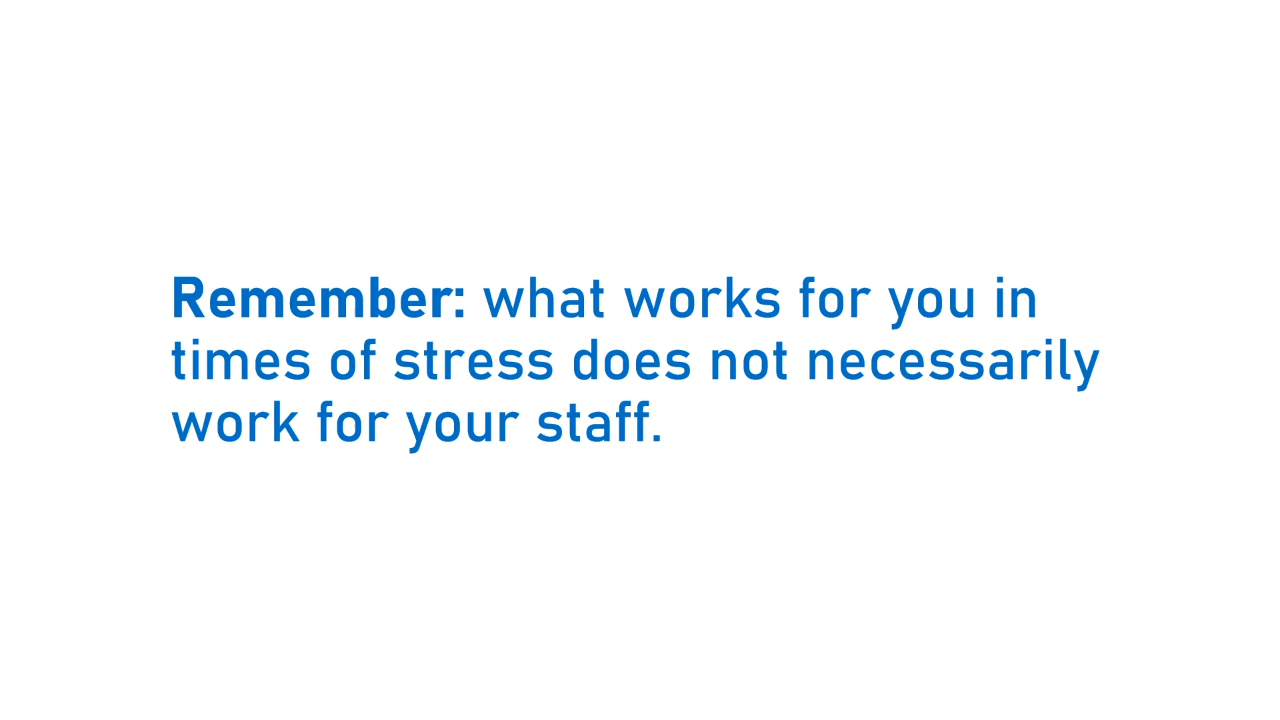 Remember: what works for you in
times of stress does not necessarily
work for your staff.